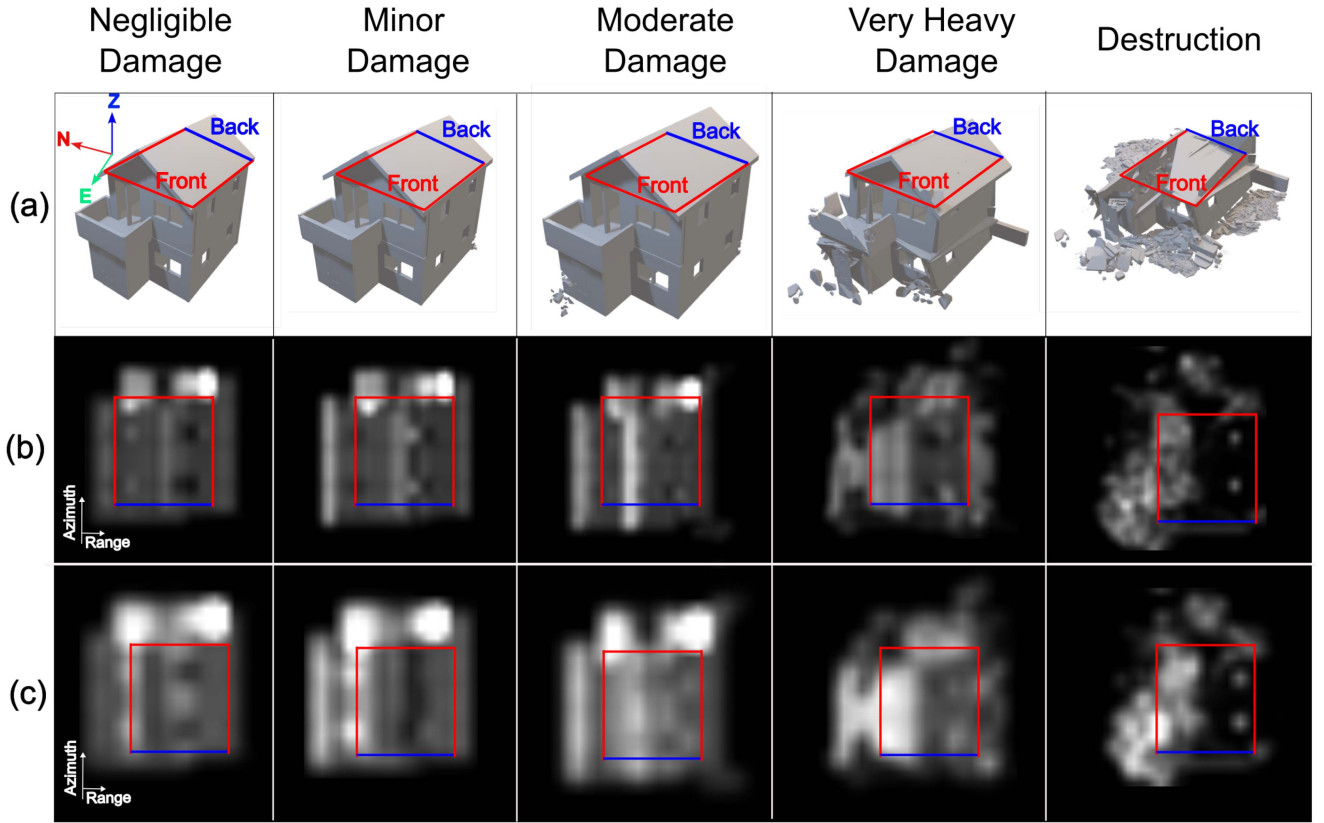 Negligible
Damage
Minor
Damage
Moderate
Damage
Very Heavy
Damage
Destruction
(a)
Z
N
E
Back
Front
Back
Front
Back
Front
Back
Front
Back
Front
(b)
Azimuth
Range
(c)
Azimuth
Range